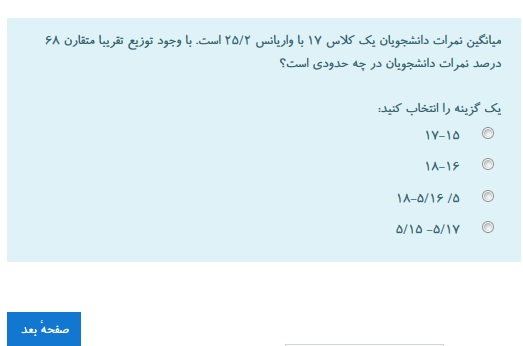 میانگین نمرات دانشجویان یک کلاس ۱۷ با واریانس ۲۵/۲ است. با وجود توزیع تقریبا متقارن ۶۸
درصد نمرات دانشجویان در چه حدودی است؟
یک گزینه را انتخاب کنید:
۱۷-۱۵
۱۸-۱۶
۱۸-۵/۱۶ /۵
۵/۱۵ -۵/۱۷
صفحهٔ بعد